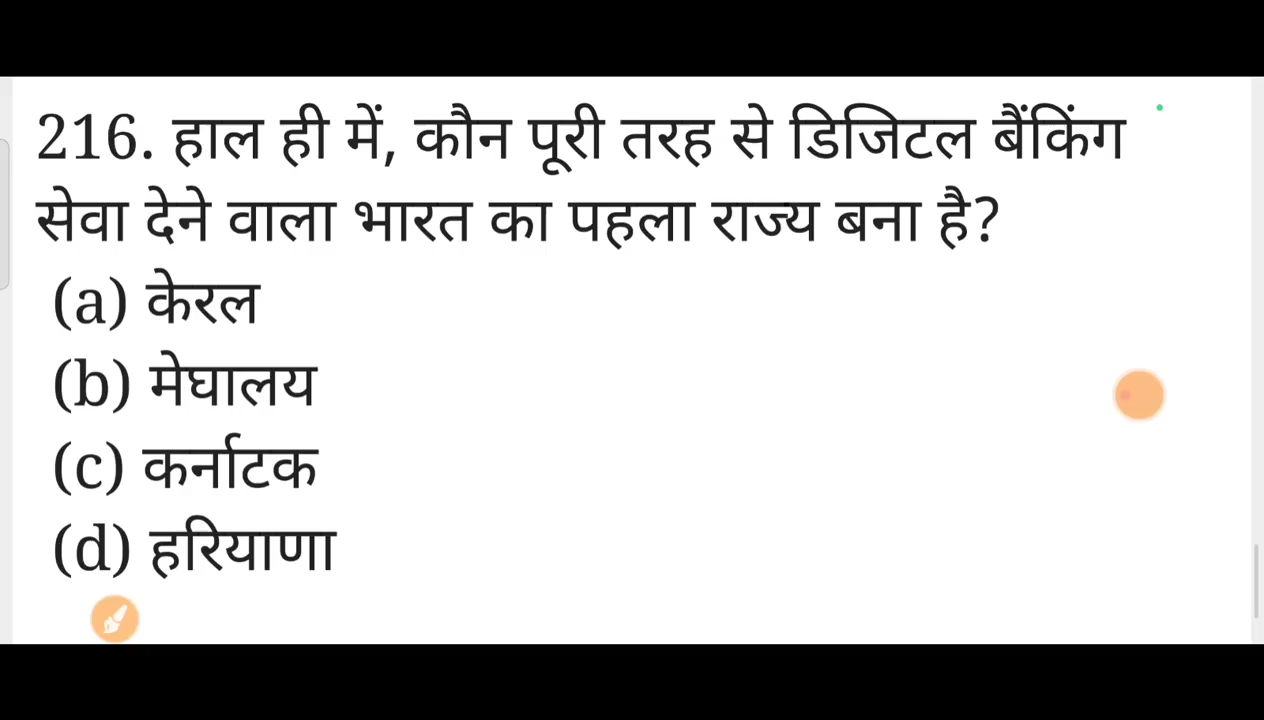 216. हाल ही में, कौन पूरी तरह से डिजिटल बैंकिंग
सेवा देने वाला भारत का पहला राज्य बना है?
(a) केरल
(b) मेघालय
(c) कर्नाटक
(d) हरियाणा